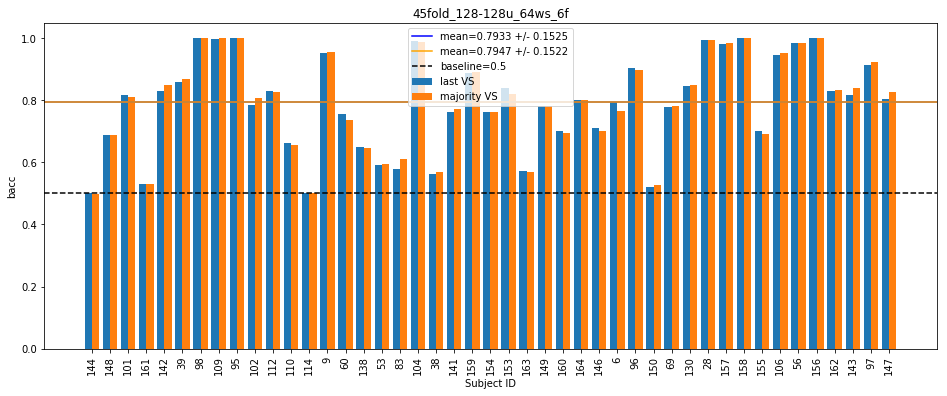 45fold_128-128u_64ws_6f
mean=0.7933 +/- 0.1525
mean=0.7947 +/- 0.1522
baseline=0.5
last VS
majority VS
bacc
1.0
0.8
0.6
0.4
0.2
0.0
144 148 101 161 142 39 98 109 95 102 112 110 114 9 60 138 53 83 104 38 141 159 154 153 163 149 160 164 146 6 96 150 69 130 28 157 158 155 106 56 156 162 143 97 147
Subject ID